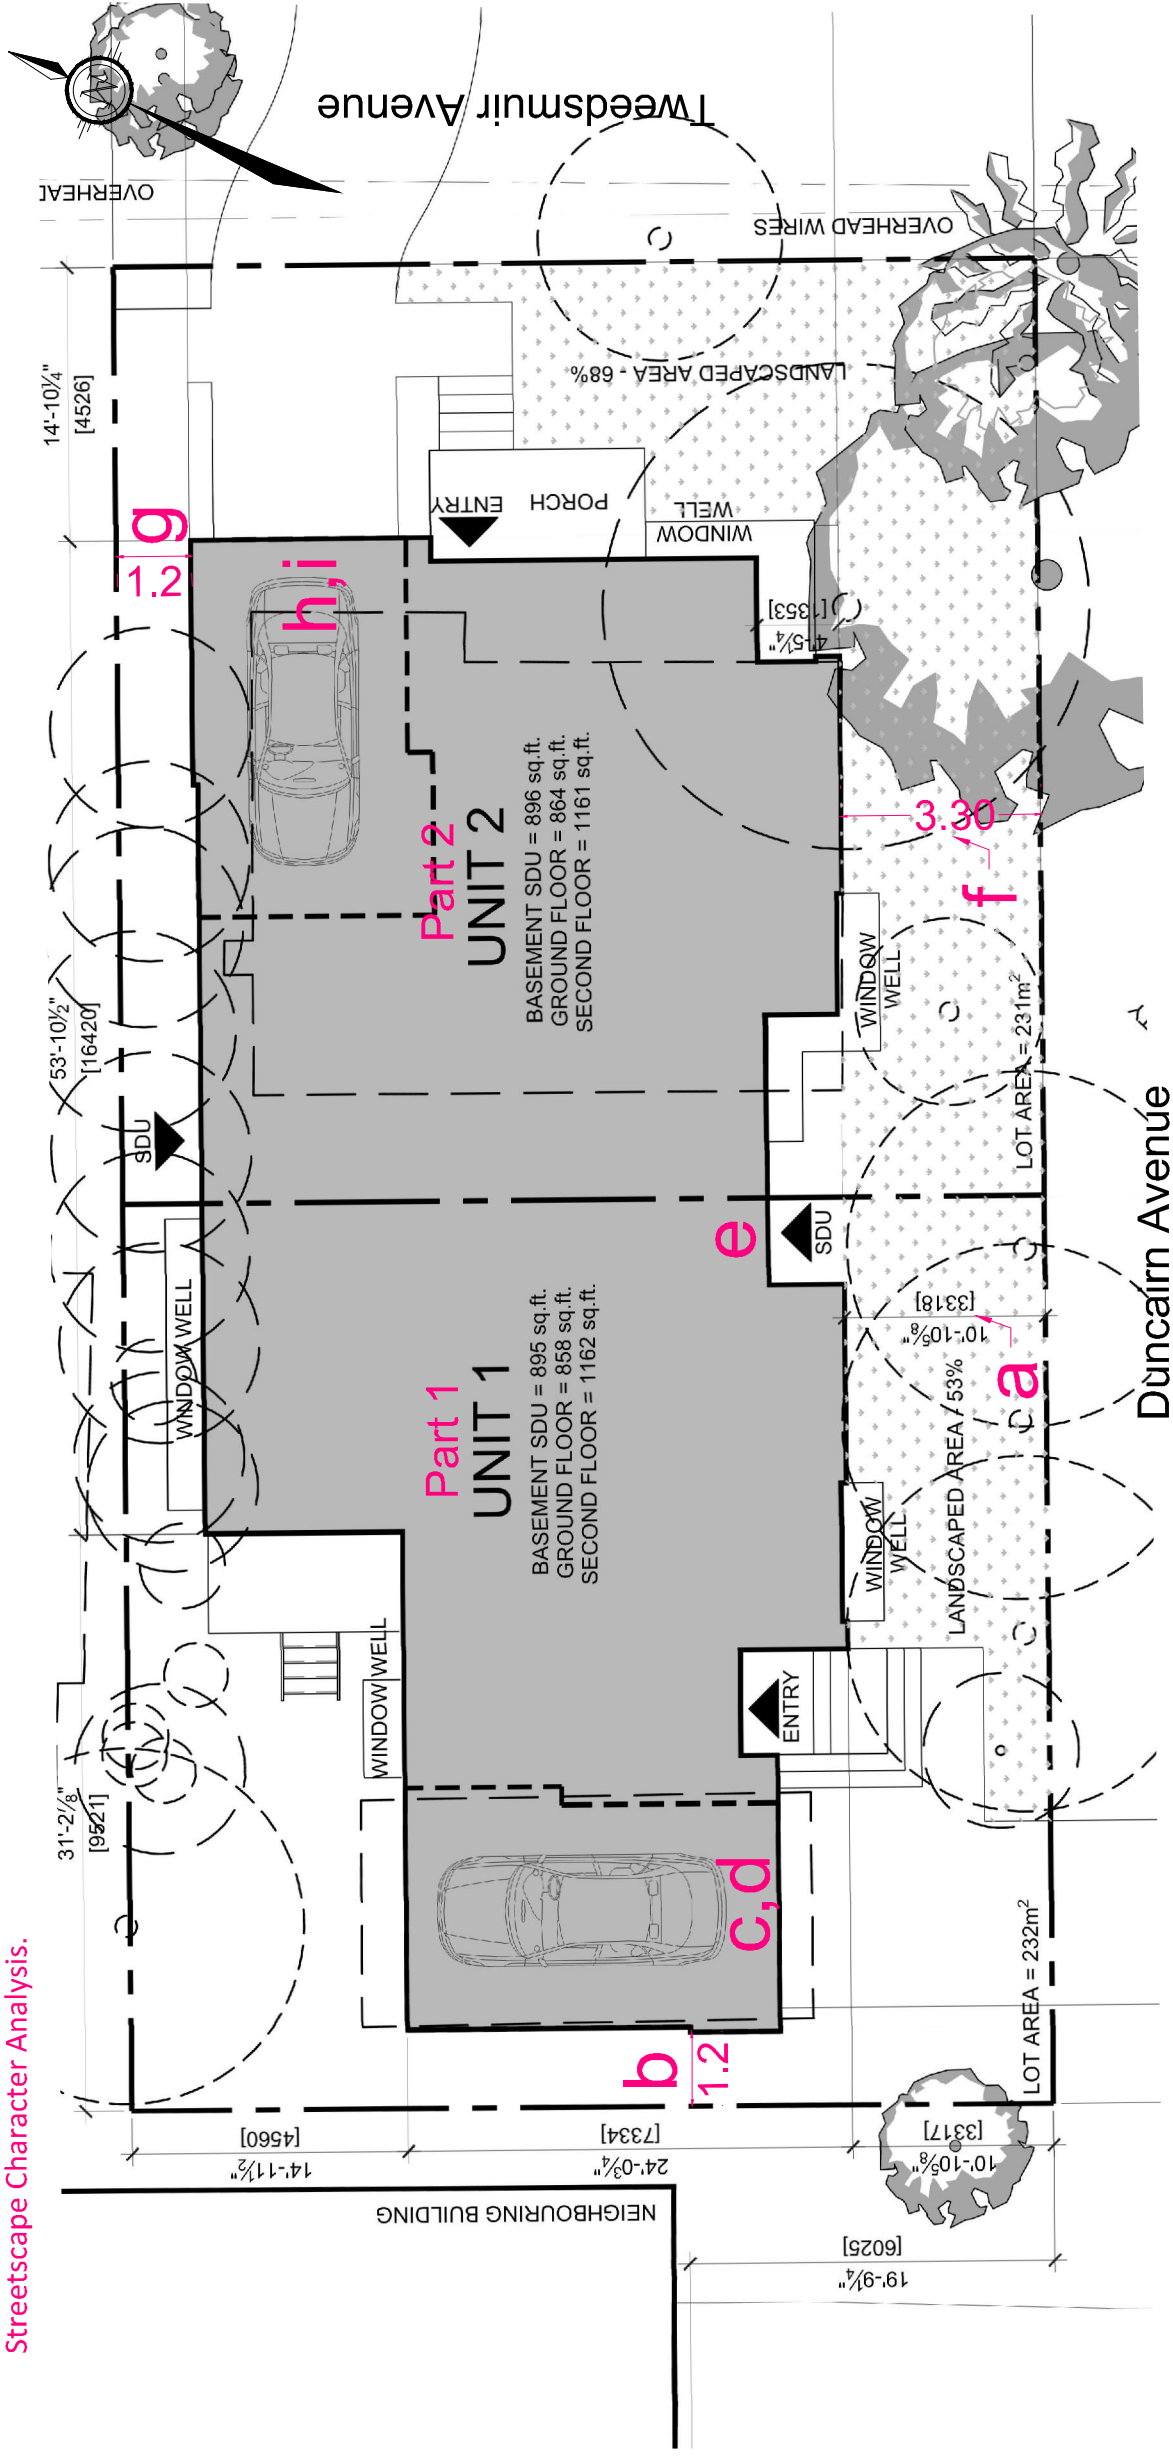 Streetscape Character Analysis.
Tweedsmuir Avenue
OVERHEAD WIRES
14'-10¼"
[4526]
g
1.2
h,i
ENTRY
PORCH
WINDOW
WELL
LANDSCAPED AREA - 68%
4'-5¼"
[1353]
53'-10½"
[16420]
SDU
Part 2
UNIT 2
BASEMENT SDU = 896 sq.ft.
GROUND FLOOR = 864 sq.ft.
SECOND FLOOR = 1161 sq.ft.
3.30
f
WINDOW
WELL
LOT AREA = 231m²
Duncairn Avenue
e
SDU
WINDOW WELL
Part 1
UNIT 1
BASEMENT SDU = 895 sq.ft.
GROUND FLOOR = 858 sq.ft.
SECOND FLOOR = 1162 sq.ft.
10'-10⅝"
[3318]
a
LANDSCAPED AREA - 53%
WINDOW
WELL
WINDOW WELL
ENTRY
31'-2⅞"
[9521]
c,d
b
1.2
LOT AREA = 232m²
14'-11½"
[4560]
24'-0¾"
[7334]
10'-10⅝"
[3317]
NEIGHBOURING BUILDING
19'-9¼"
[6025]